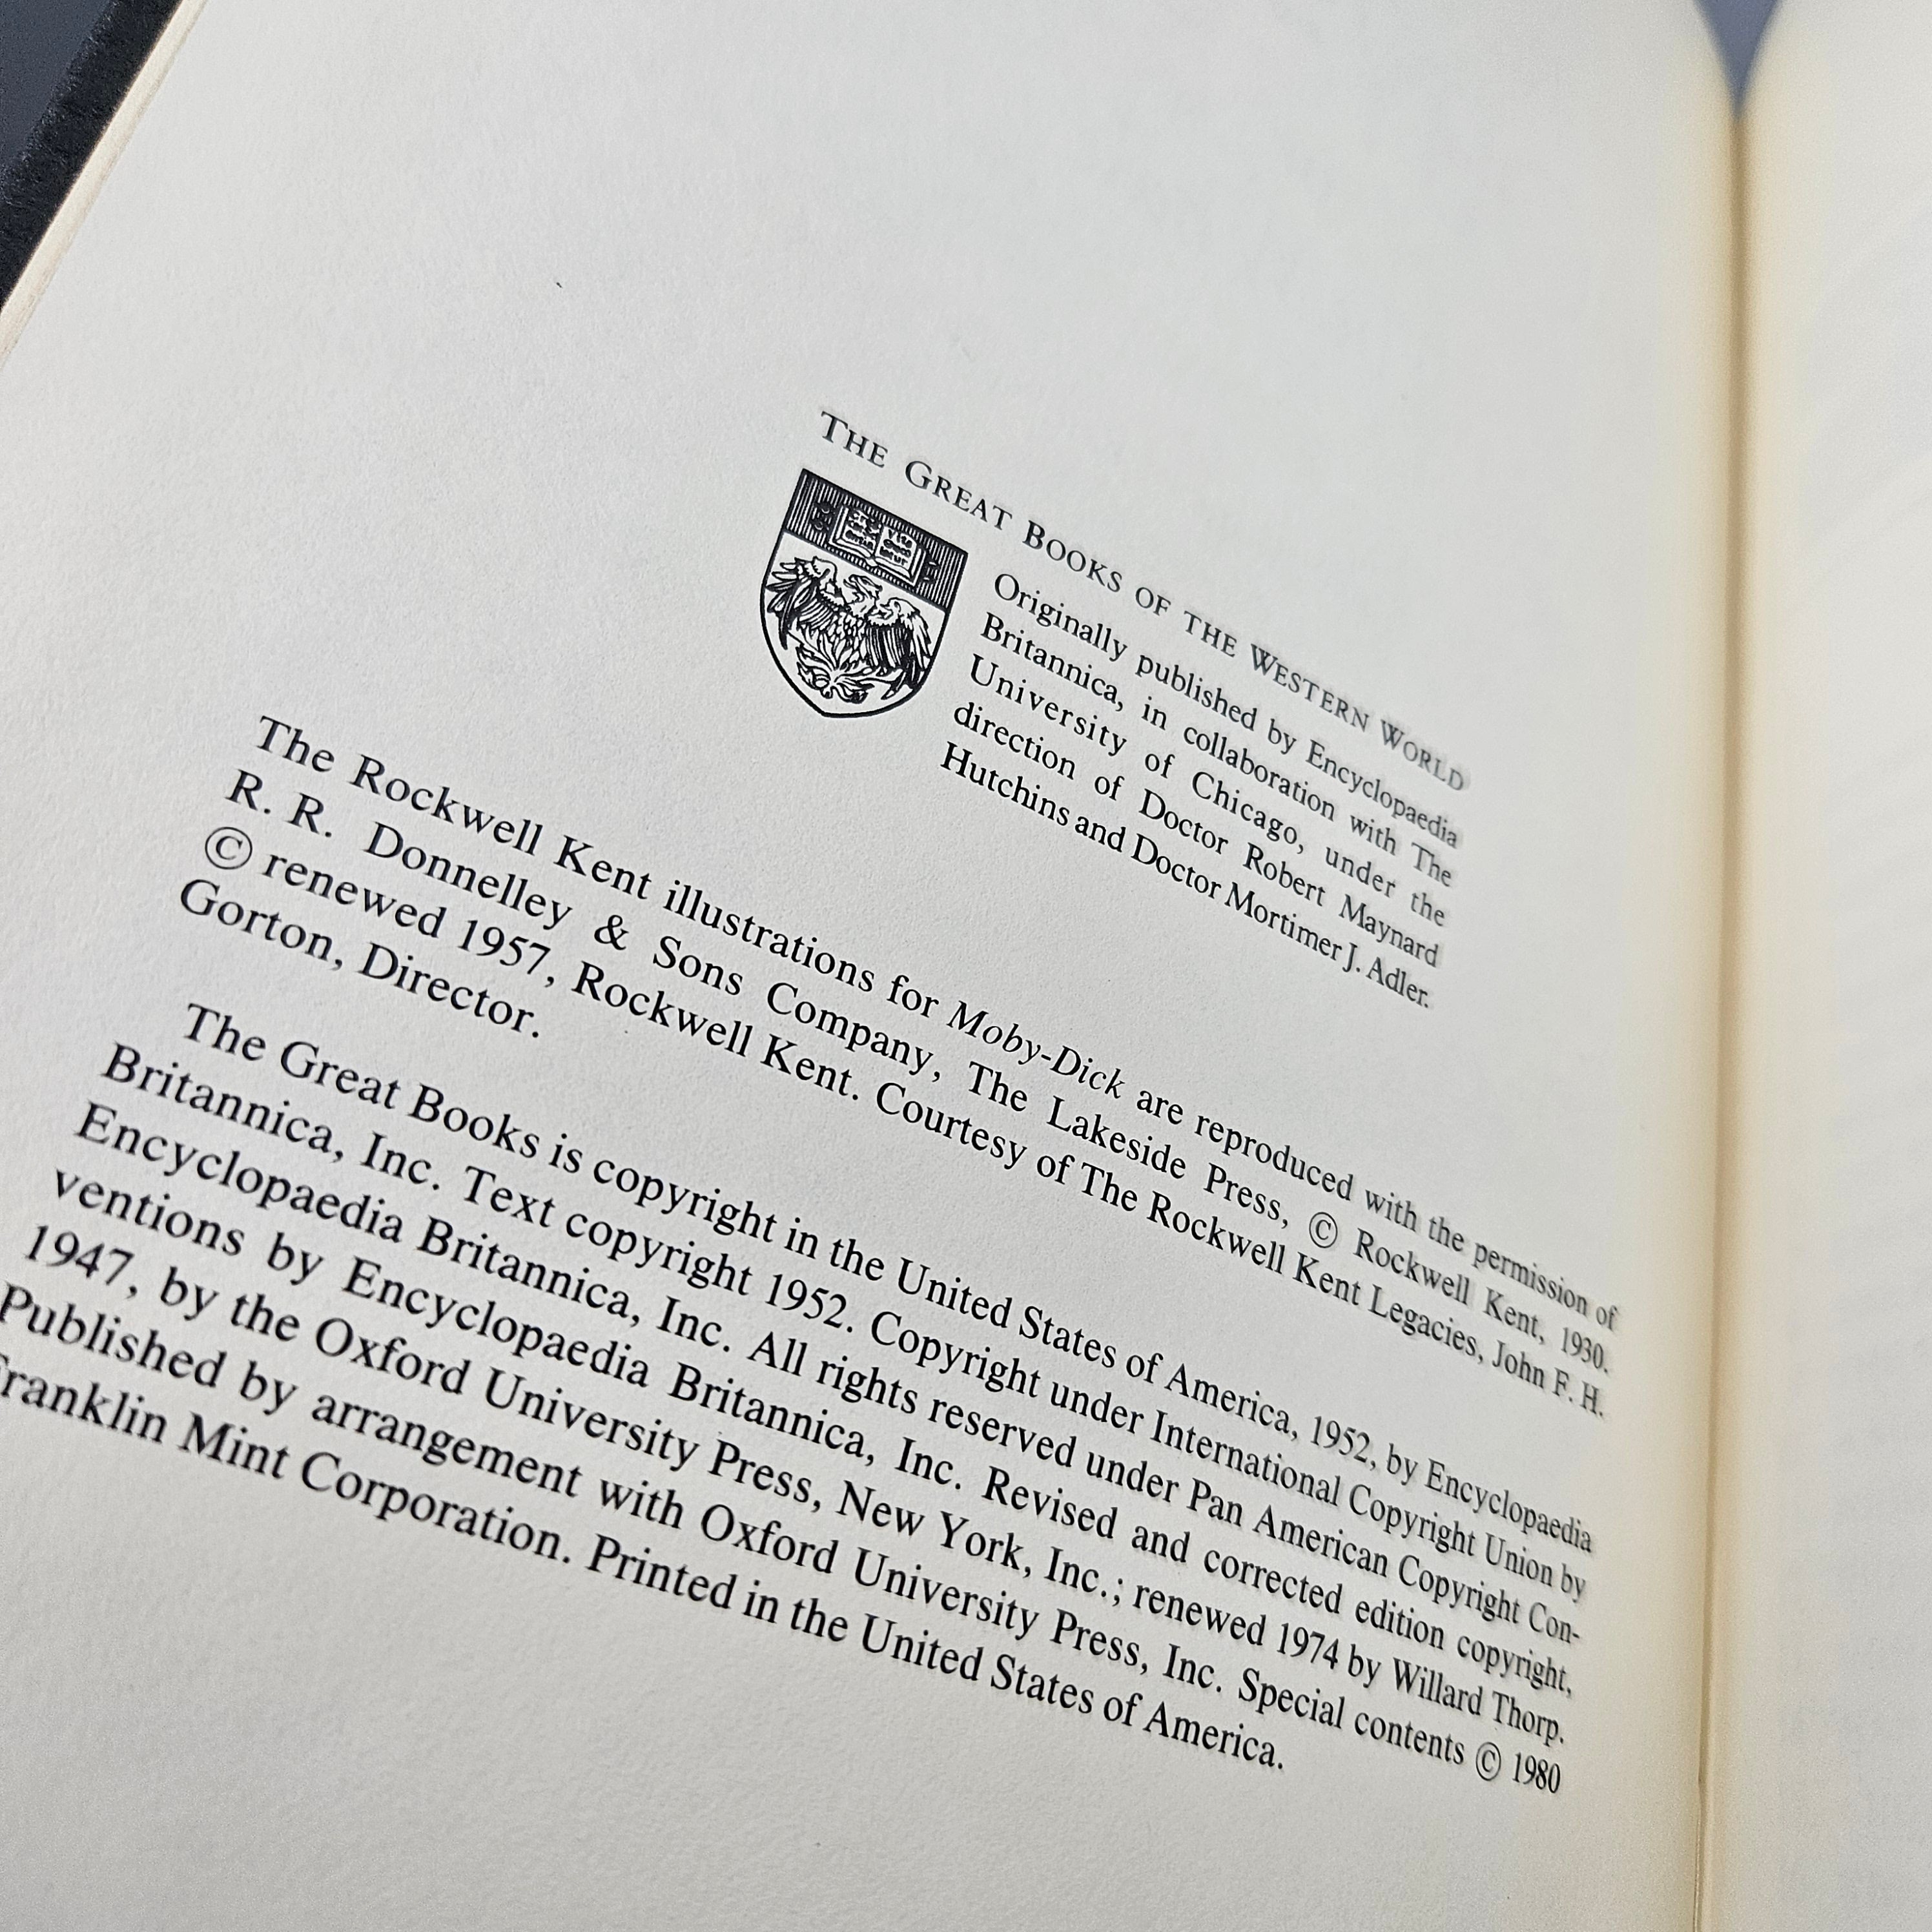 THE GREAT BOOKS OF THE WESTERN WORLD
Originally published by Encyclopaedia
Britannica, in collaboration with The
University of Chicago, under the
direction of Doctor Robert Maynard
Hutchins and Doctor Mortimer J. Adler.
The Rockwell Kent illustrations for Moby-Dick are reproduced with the permission of
R. R. Donnelley & Sons Company, The Lakeside Press, © Rockwell Kent, 1930.
© renewed 1957, Rockwell Kent. Courtesy of The Rockwell Kent Legacies, John F. H.
Gorton, Director.
The Great Books is copyright in the United States of America, 1952, by Encyclopaedia
Britannica, Inc. Text copyright 1952. Copyright under International Copyright Union by
Encyclopaedia Britannica, Inc. All rights reserved under Pan American Copyright Con-
ventions by Encyclopaedia Britannica, Inc. Revised and corrected edition copyright,
1947, by the Oxford University Press, New York, Inc.; renewed 1974 by Willard Thorp.
Published by arrangement with Oxford University Press, Inc. Special contents © 1980
Franklin Mint Corporation. Printed in the United States of America.